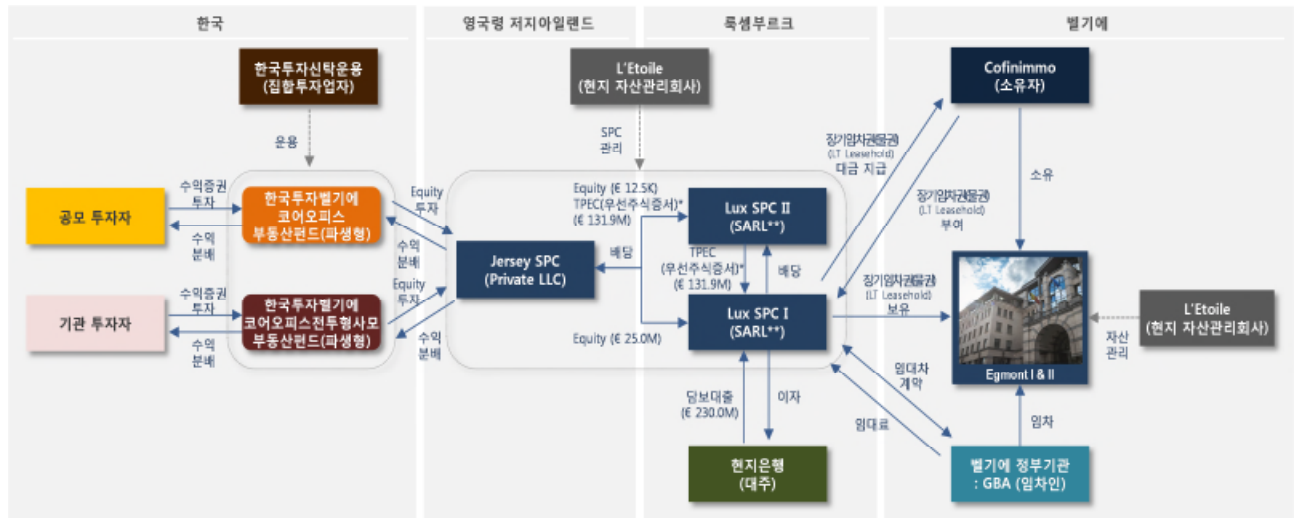 한국
영국령 저지아일랜드
룩셈부르크
벨기에
한국투자신탁운용
(집합투자업자)
L'Etoile
(현지 자산관리회사)
Cofinimmo
(소유자)
운용
SPC
관리
장기임차권(물권)
(LT Leasehold)
대금 지급
소유
공모 투자자
수익증권
투자
수익
분배
한국투자벨기에
코어오피스
부동산펀드(파생형)
Equity
투자
수익
분배
Equity (€ 12.5K)
TPEC(우선주식증서)*
(€ 131.9M)
Lux SPC II
(SARL**)
장기임차권(물권)
(LT Leasehold)
부여
Jersey SPC
(Private LLC)
배당
TPEC
(우선주식증서)*
(€ 131.9M)
배당
기관 투자자
수익증권
투자
수익
분배
한국투자벨기에
코어오피스전투형사모
부동산펀드(파생형)
Equity
투자
수익
분배
Equity (€ 25.0M)
Lux SPC I
(SARL**)
장기임차권(물권)
(LT Leasehold)
보유
Egmont I & II
자산
관리
L'Etoile
(현지 자산관리회사)
담보대출
(€ 230.0M)
이자
임대차
계약
임대료
임차
현지은행
(대주)
벨기에 정부기관
: GBA (임차인)